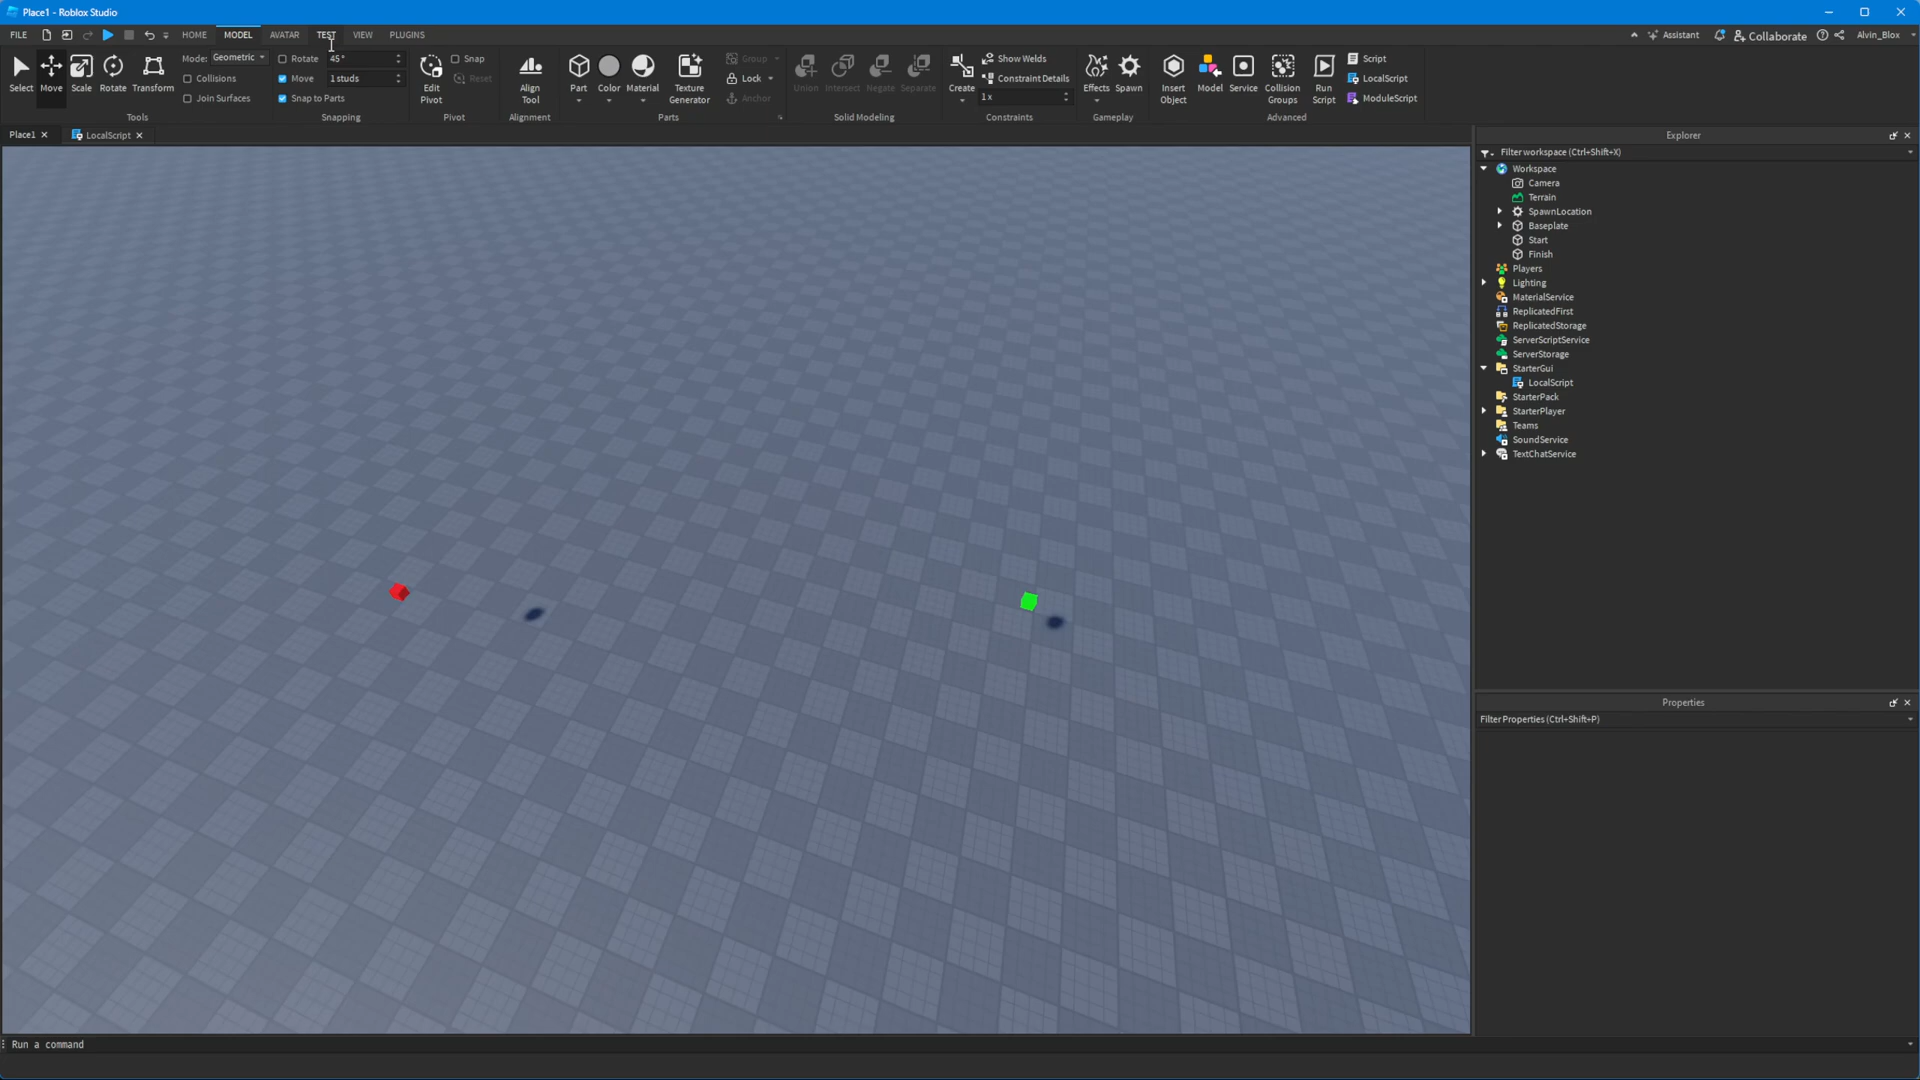 Place1 - Roblox Studio
FILE HOME MODEL AVATAR TEST VIEW PLUGINS Assistant Collaborate Alvin_Blox
Select Move Scale Rotate Transform
Mode: Geometric
Collisions
Join Surfaces
Tools
Rotate 45°
Move 1 studs
Snap to Parts
Snapping
Edit Pivot
Snap
Reset
Pivot
Align Tool
Alignment
Part Color Material Texture Generator
Group
Lock
Anchor
Parts
Union Intersect Negate Separate
Solid Modeling
Create
Show Welds
Constraint Details
1 x
Constraints
Effects Spawn
Gameplay
Insert Object Model Service Collision Groups Run Script
Script
LocalScript
ModuleScript
Advanced
Place1 LocalScript
Explorer
Filter workspace (Ctrl+Shift+X)
Workspace
Camera
Terrain
SpawnLocation
Baseplate
Start
Finish
Players
Lighting
MaterialService
ReplicatedFirst
ReplicatedStorage
ServerScriptService
ServerStorage
StarterGui
LocalScript
StarterPack
StarterPlayer
Teams
SoundService
TextChatService
Properties
Filter Properties (Ctrl+Shift+P)
Run a command